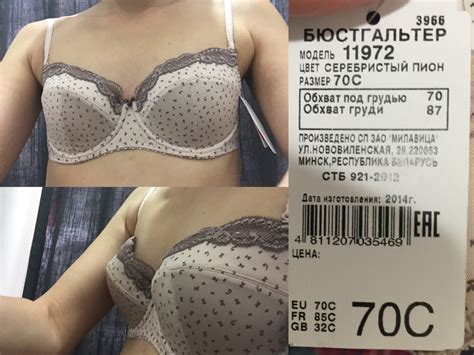 3966
БЮСТГАЛЬТЕР
МОДЕЛЬ 11972
ЦВЕТ СЕРЕБРИСТЫЙ ПИОН
РАЗМЕР 70C
Обхват под грудью 70
Обхват груди 87
ПРОИЗВЕДЕНО СП ЗАО "МИЛАВИЦА"
УЛ.НОВОВИЛЕНСКАЯ, 28,220053
МИНСК,РЕСПУБЛИКА БЕЛАРУСЬ
СТБ 921-2012
Дата изготовления: 2014г.
EAC
4 811207 035469
ЦЕНА:
EU 70C
FR 85C
GB 32C
70C